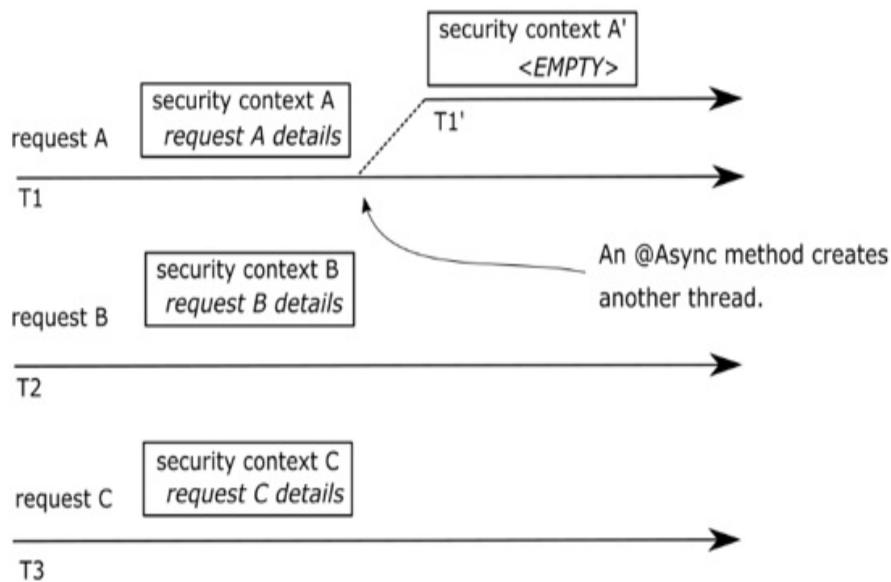 security context A'
<EMPTY>
security context A
request A details
T1'
request A
T1
An @Async method creates
another thread.
security context B
request B details
request B
T2
security context C
request C details
request C
T3